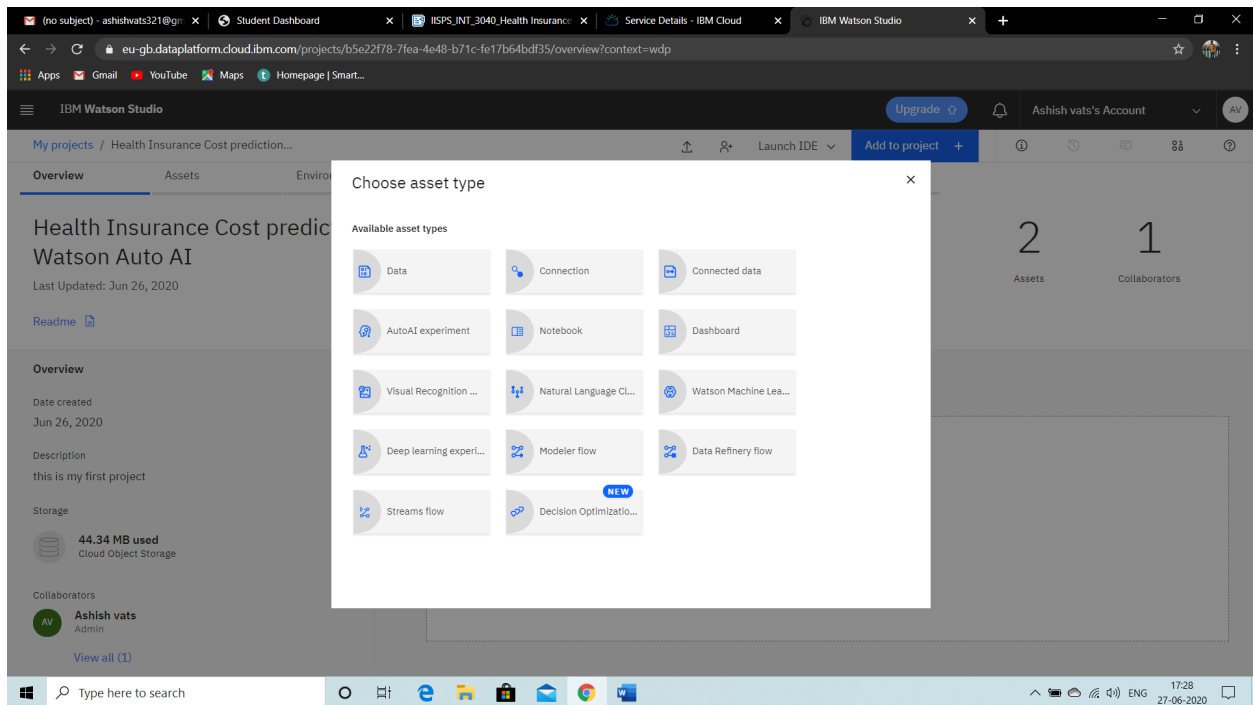 (no subject) - ashishvats321@gm
Student Dashboard
IISPS_INT_3040_Health Insurance
Service Details - IBM Cloud
IBM Watson Studio
eu-gb.dataplatform.cloud.ibm.com/projects/b5e22f78-7fea-4e48-b71c-fe17b64bdf35/overview?context=wdp
Apps Gmail YouTube Maps Homepage | Smart...
IBM Watson Studio
Upgrade
Ashish vats's Account
AV
My projects / Health Insurance Cost prediction...
Launch IDE
Add to project +
Overview Assets Enviro
Choose asset type
Health Insurance Cost predic
Watson Auto AI
Last Updated: Jun 26, 2020
Readme
2
Assets
1
Collaborators
Available asset types
Data
Connection
Connected data
AutoAI experiment
Notebook
Dashboard
Visual Recognition ...
Natural Language Cl...
Watson Machine Lea...
Deep learning experi...
Modeler flow
Data Refinery flow
Streams flow
NEW
Decision Optimizatio...
Overview
Date created
Jun 26, 2020
Description
this is my first project
Storage
44.34 MB used
Cloud Object Storage
Collaborators
AV
Ashish vats
Admin
View all (1)
Type here to search
ENG
17:28
27-06-2020